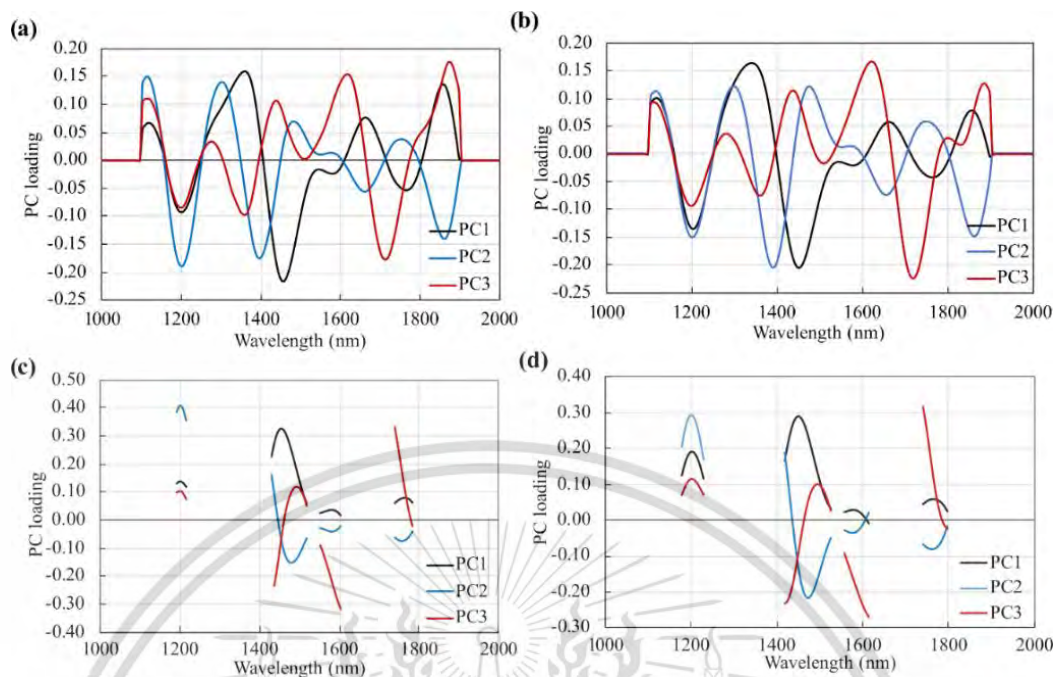 (a)
0.20
0.15
0.10
0.05
0.00
-0.05
-0.10
-0.15
-0.20
-0.25
PC loading
PC1
PC2
PC3
1000 1200 1400 1600 1800 2000
Wavelength (nm)
(b)
0.20
0.15
0.10
0.05
0.00
-0.05
-0.10
-0.15
-0.20
-0.25
PC loading
PC1
PC2
PC3
1000 1200 1400 1600 1800 2000
Wavelength (nm)
(c)
0.50
0.40
0.30
0.20
0.10
0.00
-0.10
-0.20
-0.30
-0.40
PC loading
PC1
PC2
PC3
1000 1200 1400 1600 1800 2000
Wavelength (nm)
(d)
0.40
0.30
0.20
0.10
0.00
-0.10
-0.20
-0.30
PC loading
PC1
PC2
PC3
1000 1200 1400 1600 1800 2000
Wavelength (nm)